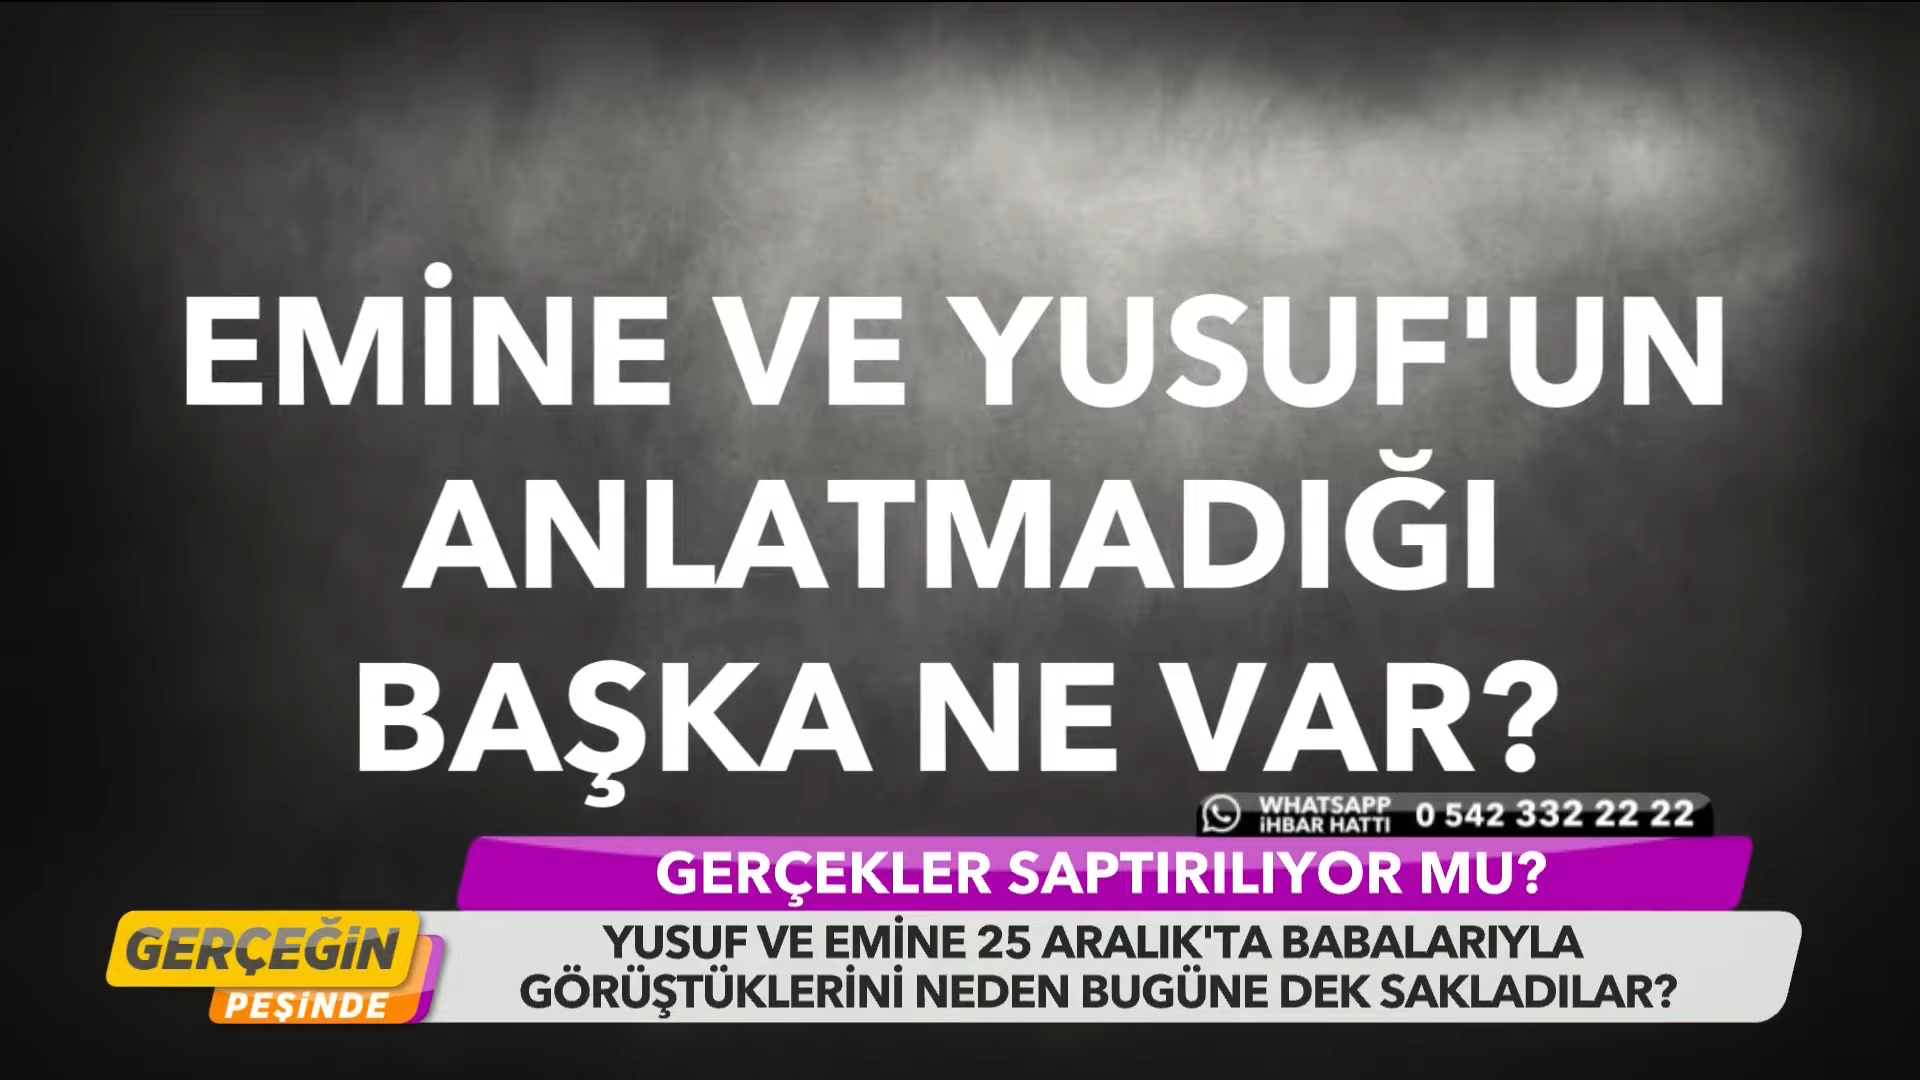 EMİNE VE YUSUF'UN
ANLATMADIĞI
BAŞKA NE VAR?
WHATSAPP
İHBAR HATTI
0 542 332 22 22
GERÇEKLER SAPTIRILIYOR MU?
GERÇEĞİN
PEŞİNDE
YUSUF VE EMİNE 25 ARALIK'TA BABALARIYLA
GÖRÜŞTÜKLERİNİ NEDEN BUGÜNE DEK SAKLADILAR?